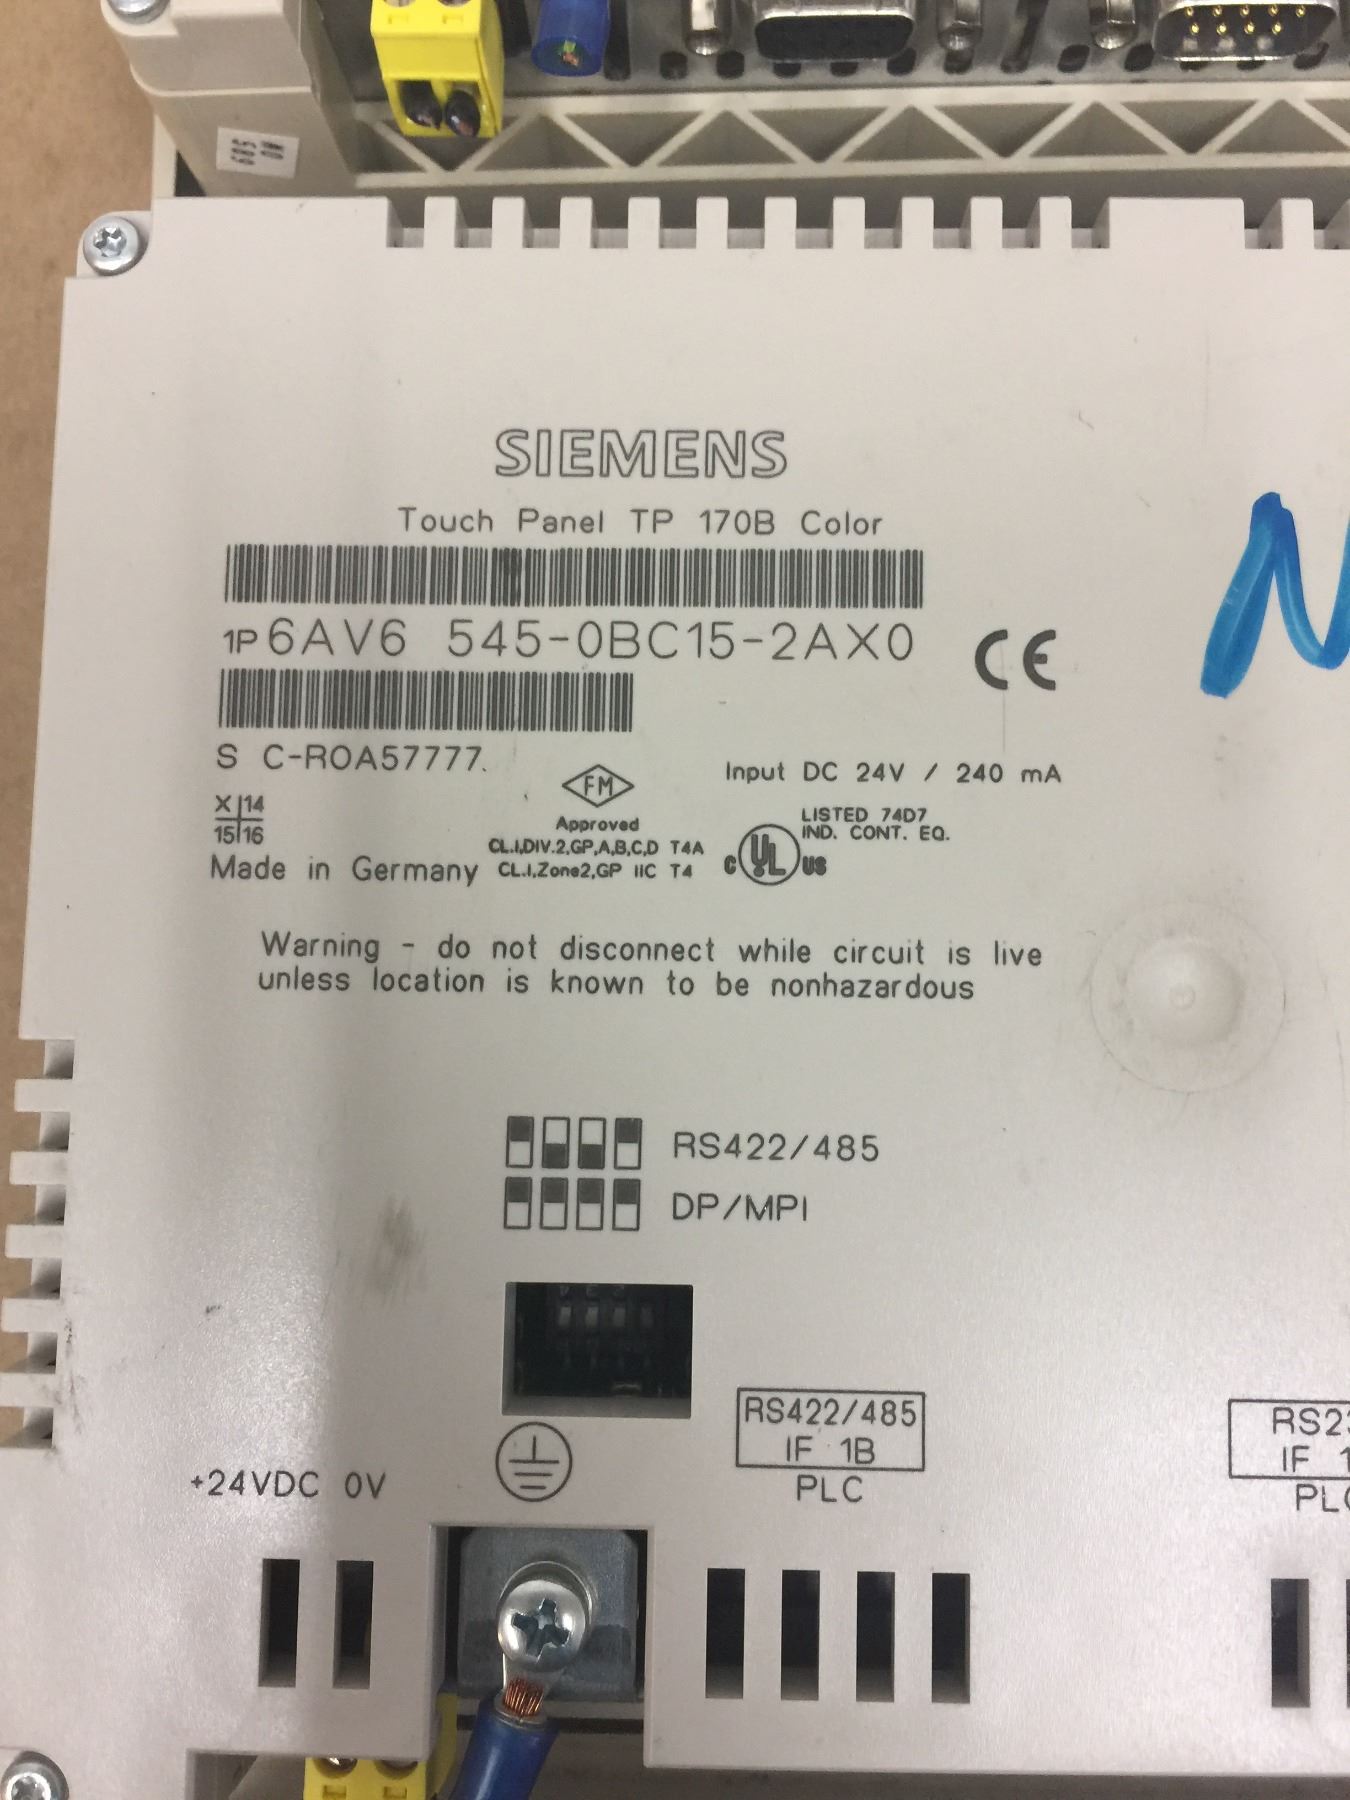 SIEMENS
Touch Panel TP 170B Color
1P 6AV6 545-0BC15-2AX0
CE
S C-R0A57777
X 14
15 16
Made in Germany
FM
Approved
CL.I,DIV.2,GP,A,B,C,D T4A
CL.I,Zone2,GP IIC T4
Input DC 24V / 240 mA
LISTED 74D7
IND. CONT. EQ.
C UL US
Warning - do not disconnect while circuit is live
unless location is known to be nonhazardous
RS422/485
DP/MPI
RS422/485
IF 1B
PLC
+24VDC 0V